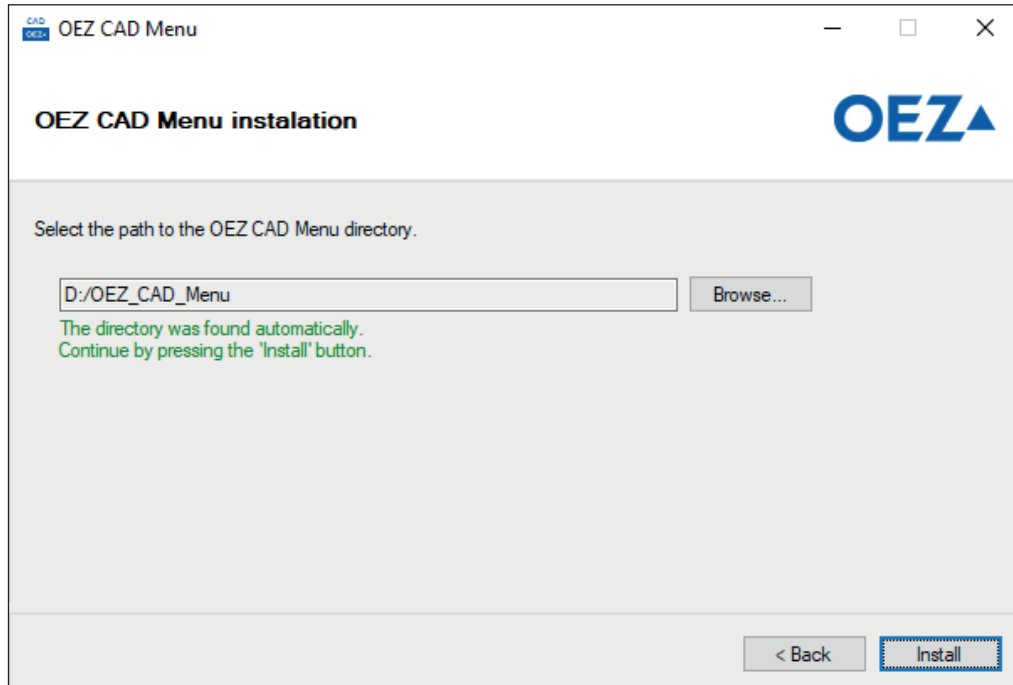 CAD
OEZ
OEZ CAD Menu
OEZ CAD Menu instalation
OEZ
Select the path to the OEZ CAD Menu directory.
D:/OEZ_CAD_Menu
Browse...
The directory was found automatically.
Continue by pressing the 'Install' button.
< Back
Install